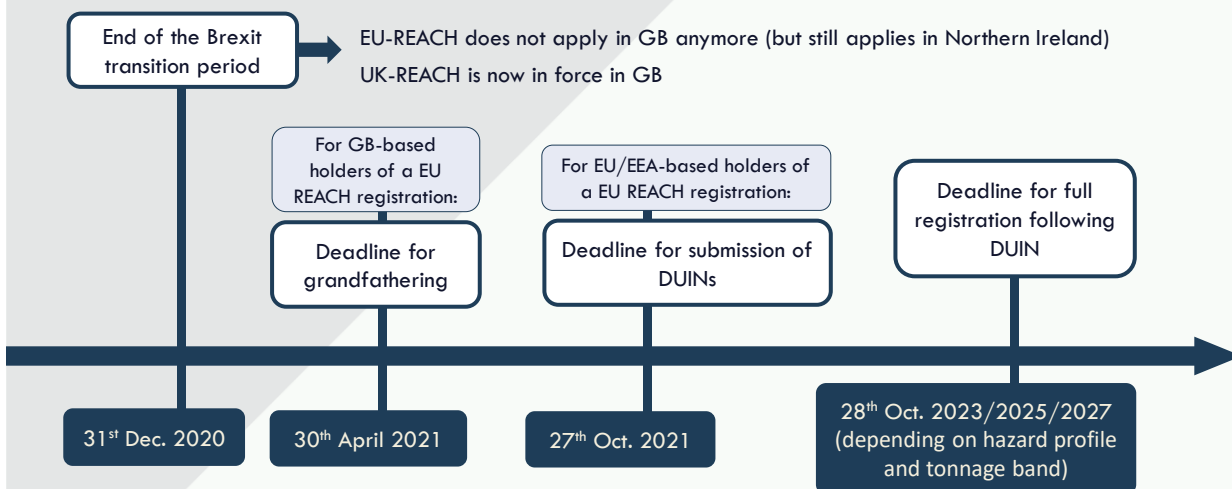 End of the Brexit
transition period
EU-REACH does not apply in GB anymore (but still applies in Northern Ireland)
UK-REACH is now in force in GB
For GB-based
holders of a EU
REACH registration:
Deadline for
grandfathering
For EU/EEA-based holders of
a EU REACH registration:
Deadline for submission of
DUINs
Deadline for full
registration following
DUIN
31st Dec. 2020
30th April 2021
27th Oct. 2021
28th Oct. 2023/2025/2027
(depending on hazard profile
and tonnage band)